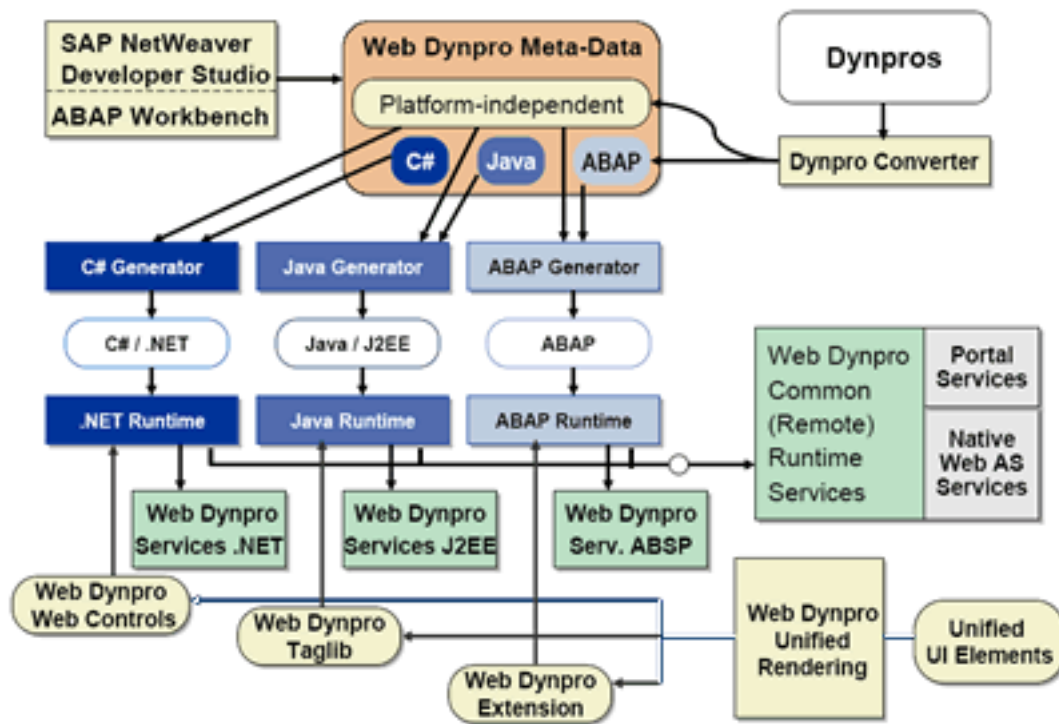 SAP NetWeaver
Developer Studio
ABAP Workbench
Web Dynpro Meta-Data
Platform-independent
C#
Java
ABAP
Dynpros
Dynpro Converter
C# Generator
Java Generator
ABAP Generator
C# / .NET
Java / J2EE
ABAP
.NET Runtime
Java Runtime
ABAP Runtime
Web Dynpro
Common
(Remote)
Runtime
Services
Portal
Services
Native
Web AS
Services
Web Dynpro
Services .NET
Web Dynpro
Services J2EE
Web Dynpro
Serv. ABSP
Web Dynpro
Web Controls
Web Dynpro
Taglib
Web Dynpro
Extension
Web Dynpro
Unified
Rendering
Unified
UI Elements